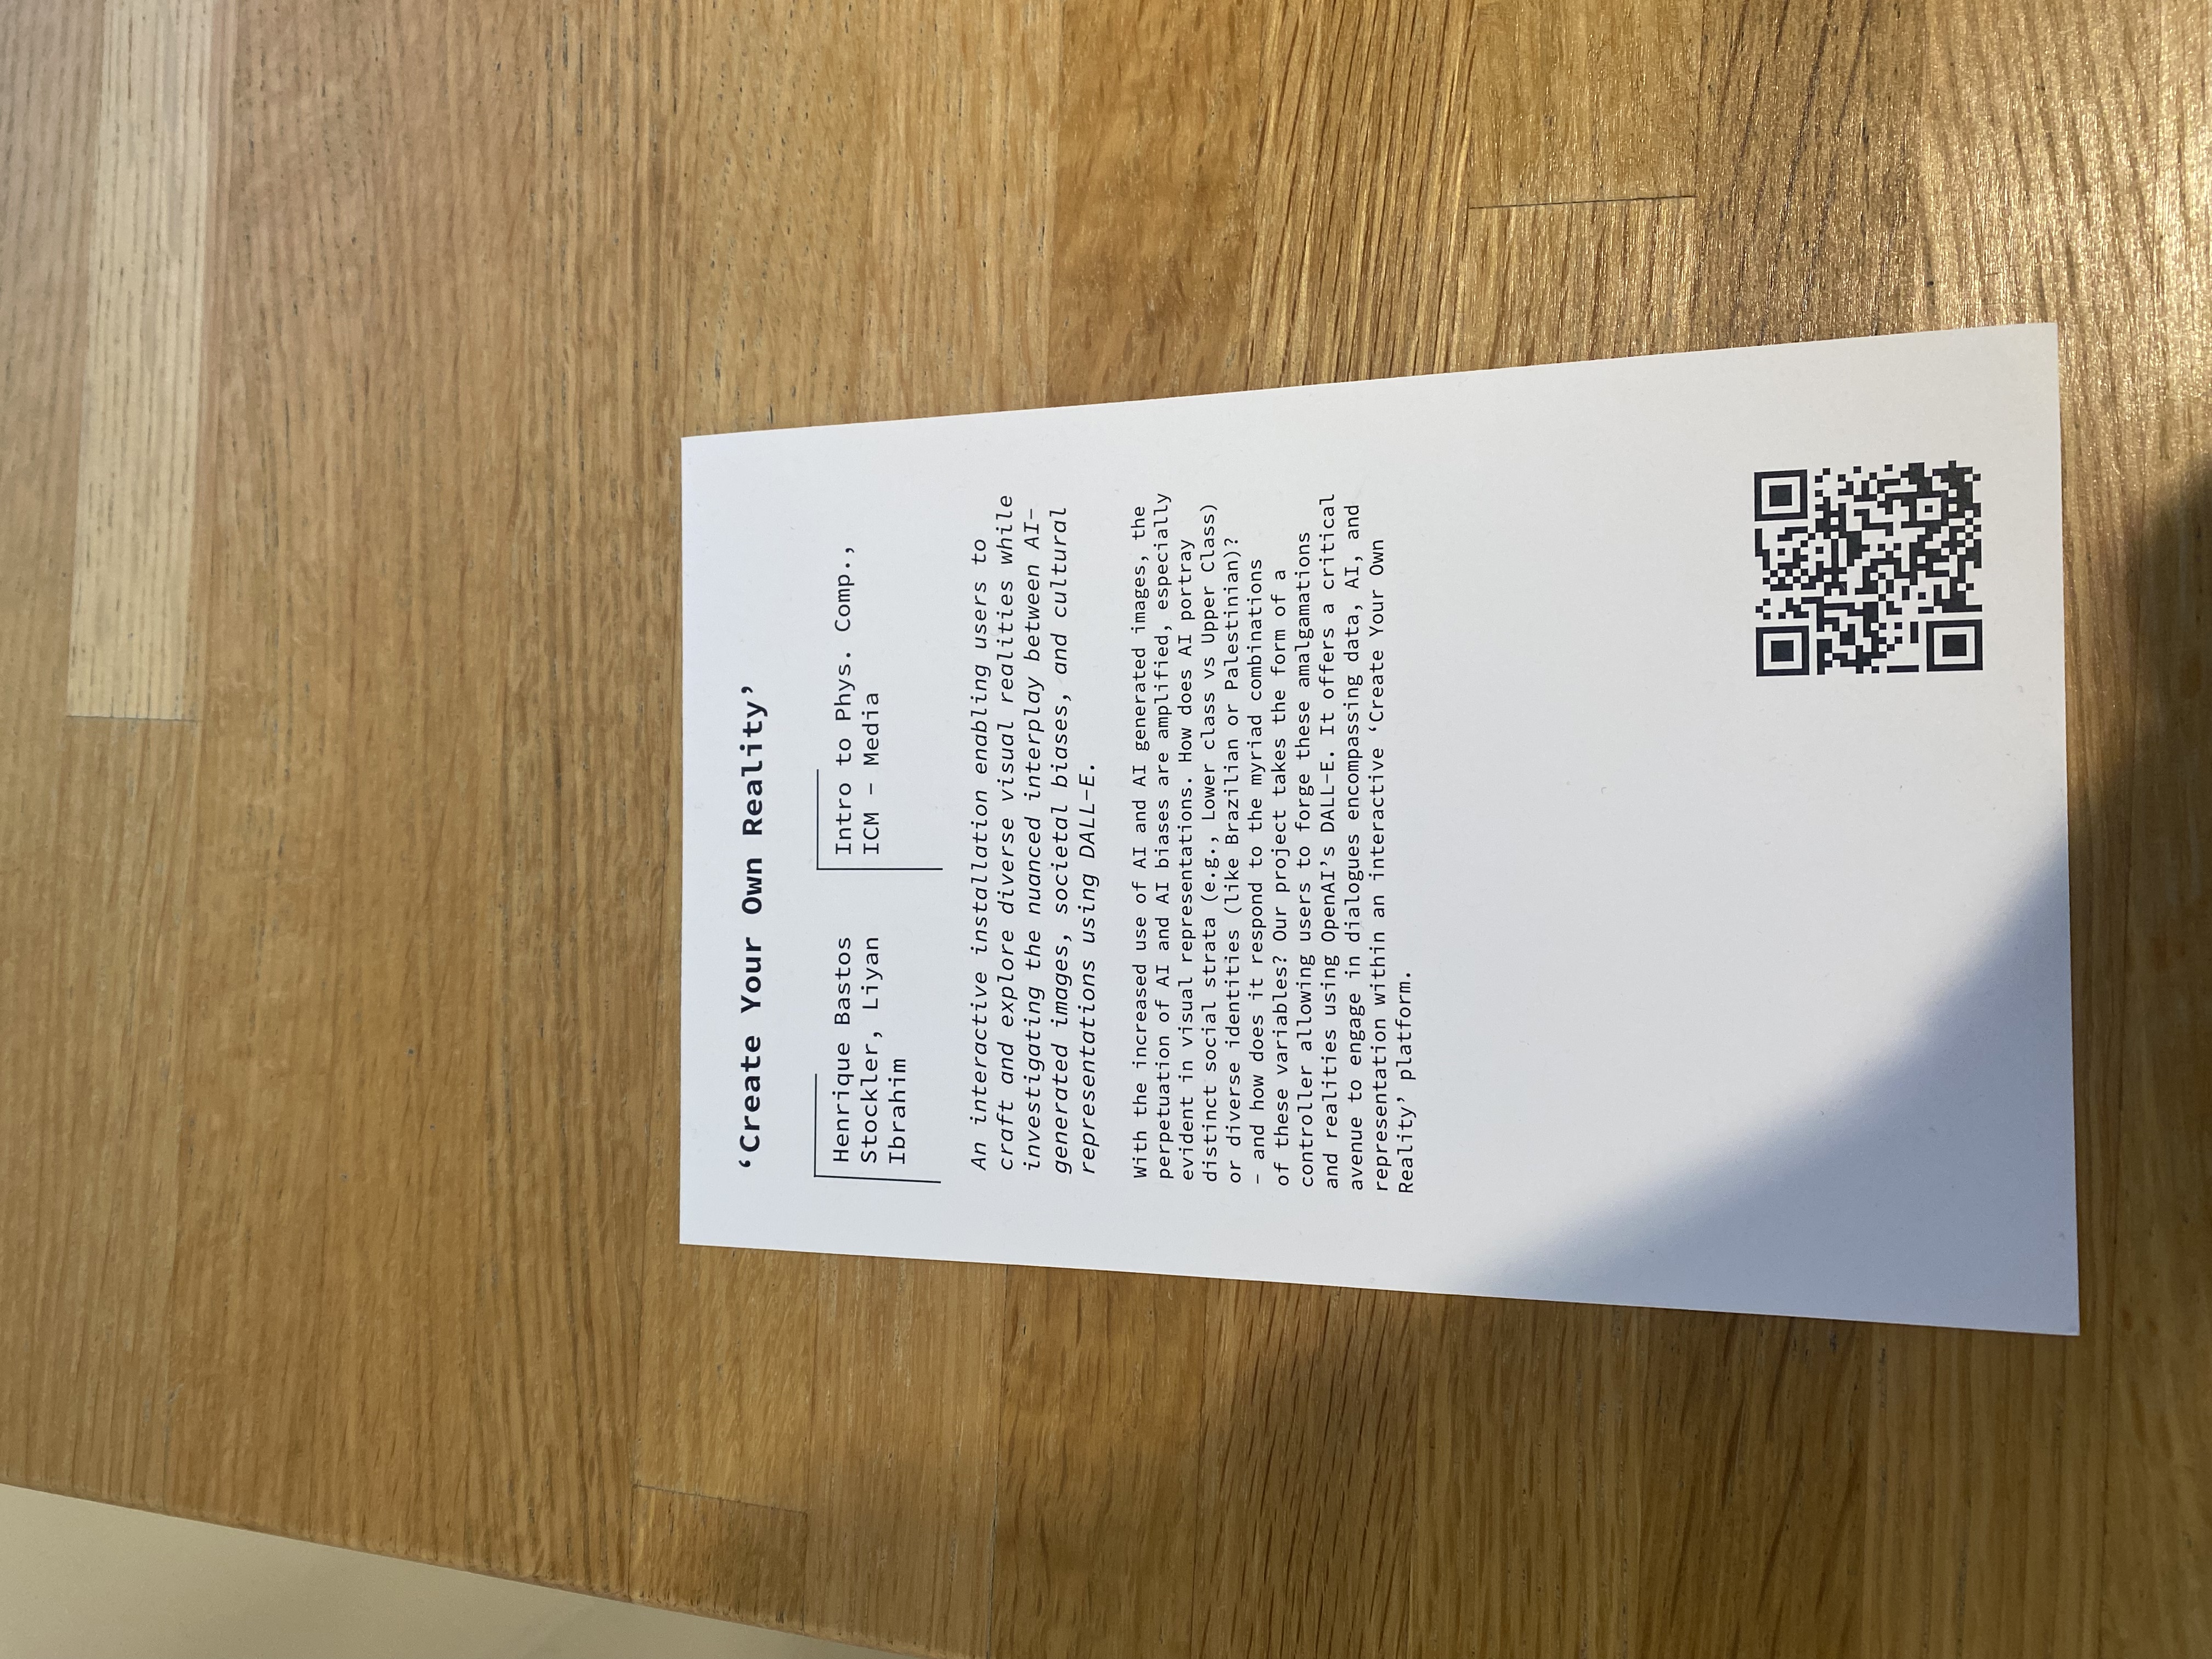 ‘Create Your Own Reality’
Henrique Bastos
Stockler, Liyan
Ibrahim
Intro to Phys. Comp.,
ICM – Media
An interactive installation enabling users to
craft and explore diverse visual realities while
investigating the nuanced interplay between AI-
generated images, societal biases, and cultural
representations using DALL-E.
With the increased use of AI and AI generated images, the
perpetuation of AI and AI biases are amplified, especially
evident in visual representations. How does AI portray
distinct social strata (e.g., Lower class vs Upper Class)
or diverse identities (like Brazilian or Palestinian)?
– and how does it respond to the myriad combinations
of these variables? Our project takes the form of a
controller allowing users to forge these amalgamations
and realities using OpenAI’s DALL-E. It offers a critical
avenue to engage in dialogues encompassing data, AI, and
representation within an interactive ‘Create Your Own
Reality’ platform.